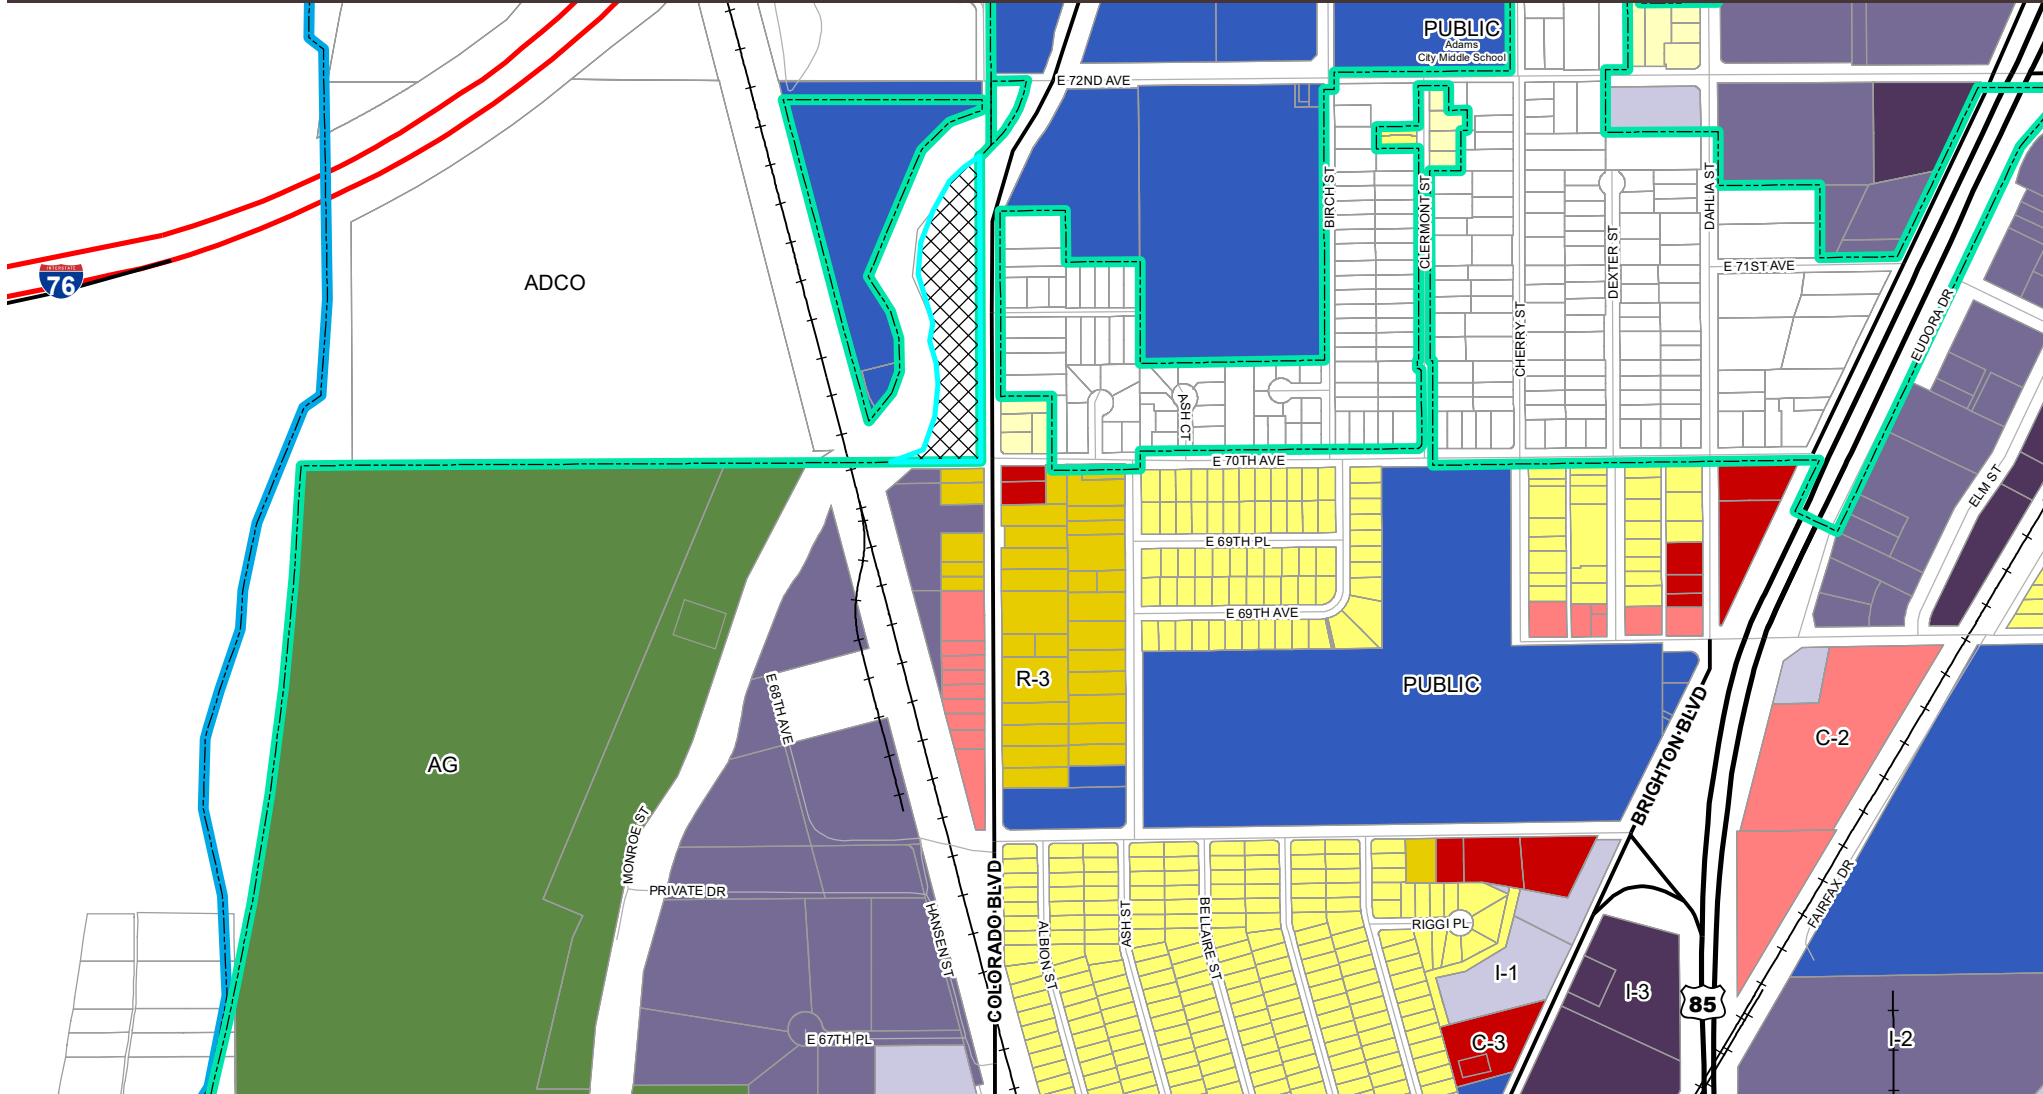 PUBLIC
Adams
City Middle School
E 72ND AVE
INTERSTATE
76
ADCO
BIRCH ST
CLERMONT ST
DAHLIA ST
DEXTER ST
E 71ST AVE
CHERRY ST
EUDORA DR
ASH CT
E 70TH AVE
ELM ST
E 69TH PL
E 69TH AVE
R-3
PUBLIC
E 68TH AVE
BRIGHTON BLVD
C-2
AG
MONROE ST
PRIVATE DR
HANSEN ST
COLORADO BLVD
ALBION ST
ASH ST
BELLAIRE ST
RIGGI PL
FAIRFAX DR
I-1
I-3
85
E 67TH PL
C-3
I-2